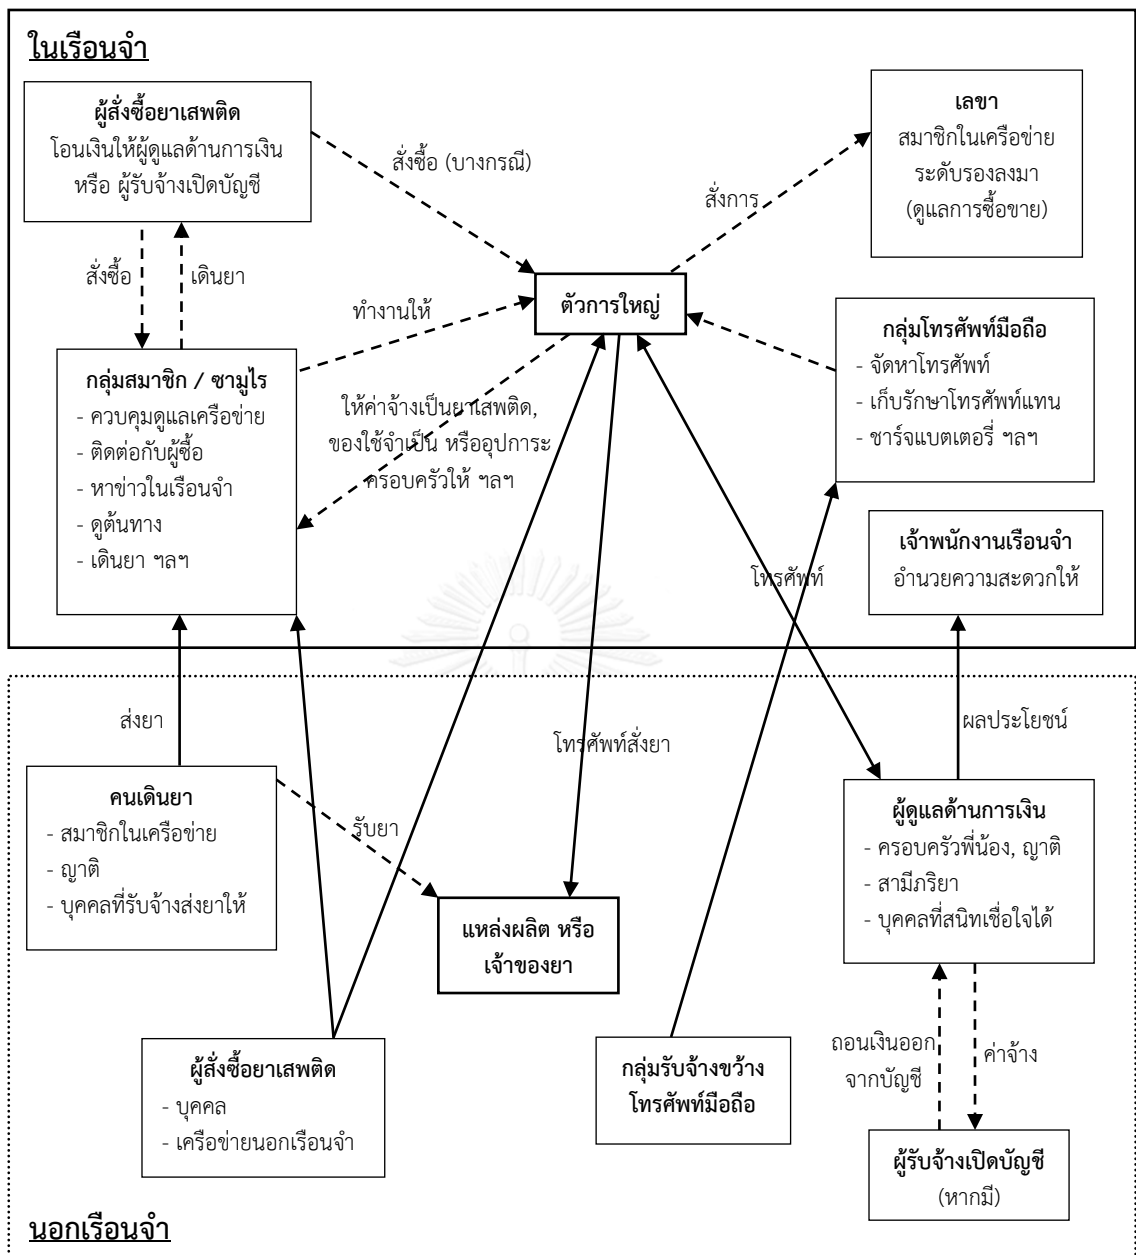 ในเรือนจำ
ผู้สั่งซื้อยาเสพติด
โอนเงินให้ผู้ดูแลด้านการเงิน
หรือ ผู้รับจ้างเปิดบัญชี
สั่งซื้อ (บางกรณี)
สั่งการ
เลขา
สมาชิกในเครือข่าย
ระดับรองลงมา
(ดูแลการซื้อขาย)
สั่งซื้อ
เดินยา
ทำงานให้
ตัวการใหญ่
กลุ่มโทรศัพท์มือถือ
- จัดหาโทรศัพท์
- เก็บรักษาโทรศัพท์แทน
- ชาร์จแบตเตอรี่ ฯลฯ
กลุ่มสมาชิก / ซามูไร
- ควบคุมดูแลเครือข่าย
- ติดต่อกับผู้ซื้อ
- หาข่าวในเรือนจำ
- ดูต้นทาง
- เดินยา ฯลฯ
ให้ค่าจ้างเป็นยาเสพติด,
ของใช้จำเป็น หรืออุปการะ
ครอบครัวให้ ฯลฯ
เจ้าพนักงานเรือนจำ
อำนวยความสะดวกให้
โทรศัพท์
ส่งยา
โทรศัพท์สั่งยา
ผลประโยชน์
คนเดินยา
- สมาชิกในเครือข่าย
- ญาติ
- บุคคลที่รับจ้างส่งยาให้
รับยา
แหล่งผลิต หรือ
เจ้าของยา
ผู้ดูแลด้านการเงิน
- ครอบครัวพี่น้อง, ญาติ
- สามีภริยา
- บุคคลที่สนิทเชื่อใจได้
ผู้สั่งซื้อยาเสพติด
- บุคคล
- เครือข่ายนอกเรือนจำ
กลุ่มรับจ้างขว้าง
โทรศัพท์มือถือ
ถอนเงินออก
จากบัญชี
ค่าจ้าง
ผู้รับจ้างเปิดบัญชี
(หากมี)
นอกเรือนจำ